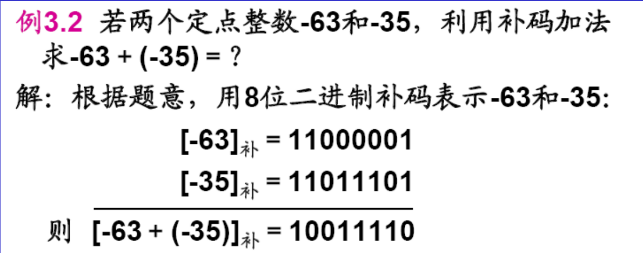 例3.2 若两个定点整数-63和-35，利用补码加法
求-63 + (-35) = ？
解：根据题意，用8位二进制补码表示-63和-35：
[-63]补 = 11000001
[-35]补 = 11011101
则 [-63 + (-35)]补 = 10011110